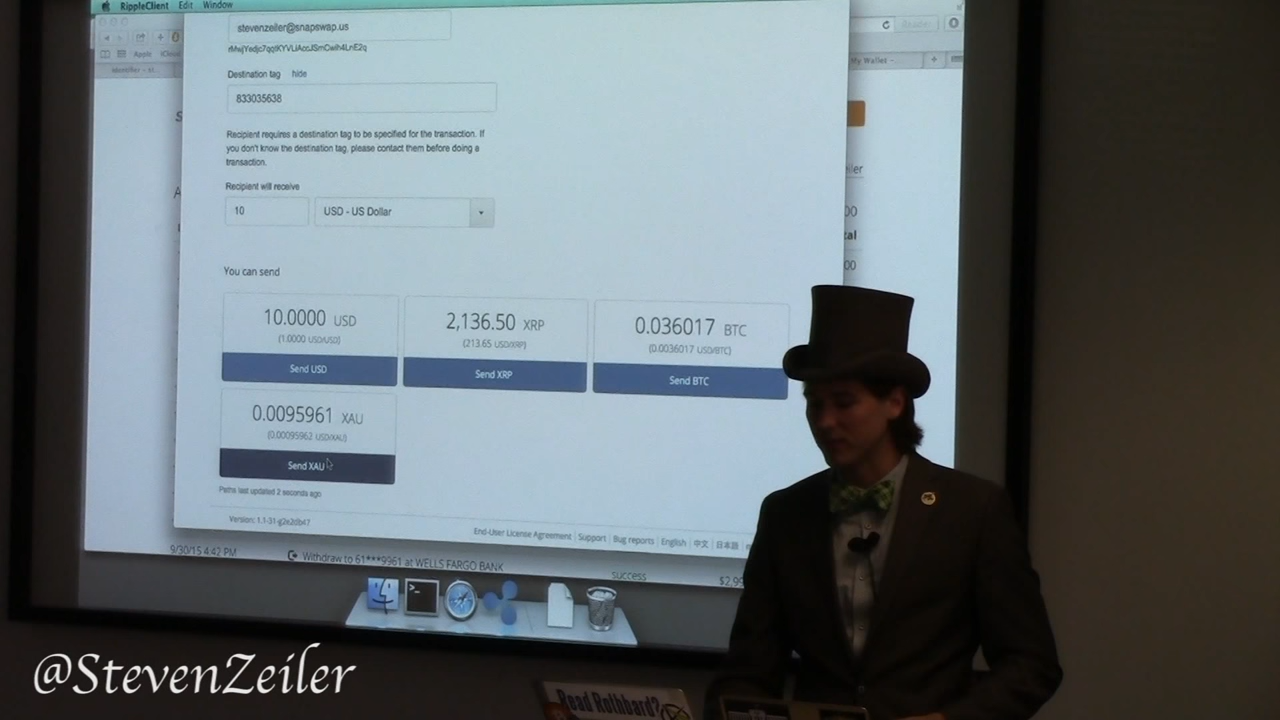 RippleClient Edit Window
stevenzeiler@snapswap.us
Reader
Apple
My Wallet -
Destination tag hide
833035638
Recipient requires a destination tag to be specified for the transaction. If
you don't know the destination tag, please contact them before doing a
transaction.
Recipient will receive
10 USD - US Dollar
You can send
10.0000 USD
(1.0000 USD/USD)
Send USD
2,136.50 XRP
(213.65 USD/XRP)
Send XRP
0.036017 BTC
(0.0036017 USD/BTC)
Send BTC
0.0095961 XAU
(0.00095962 USD/XAU)
Send XAU
Paths last updated 2 seconds ago
End-User License Agreement Support Bug reports English 中文 日本語
9/30/15 4:42 PM Withdraw to 61***9961 at WELLS FARGO BANK success
@StevenZeiler
Read Rothbard?